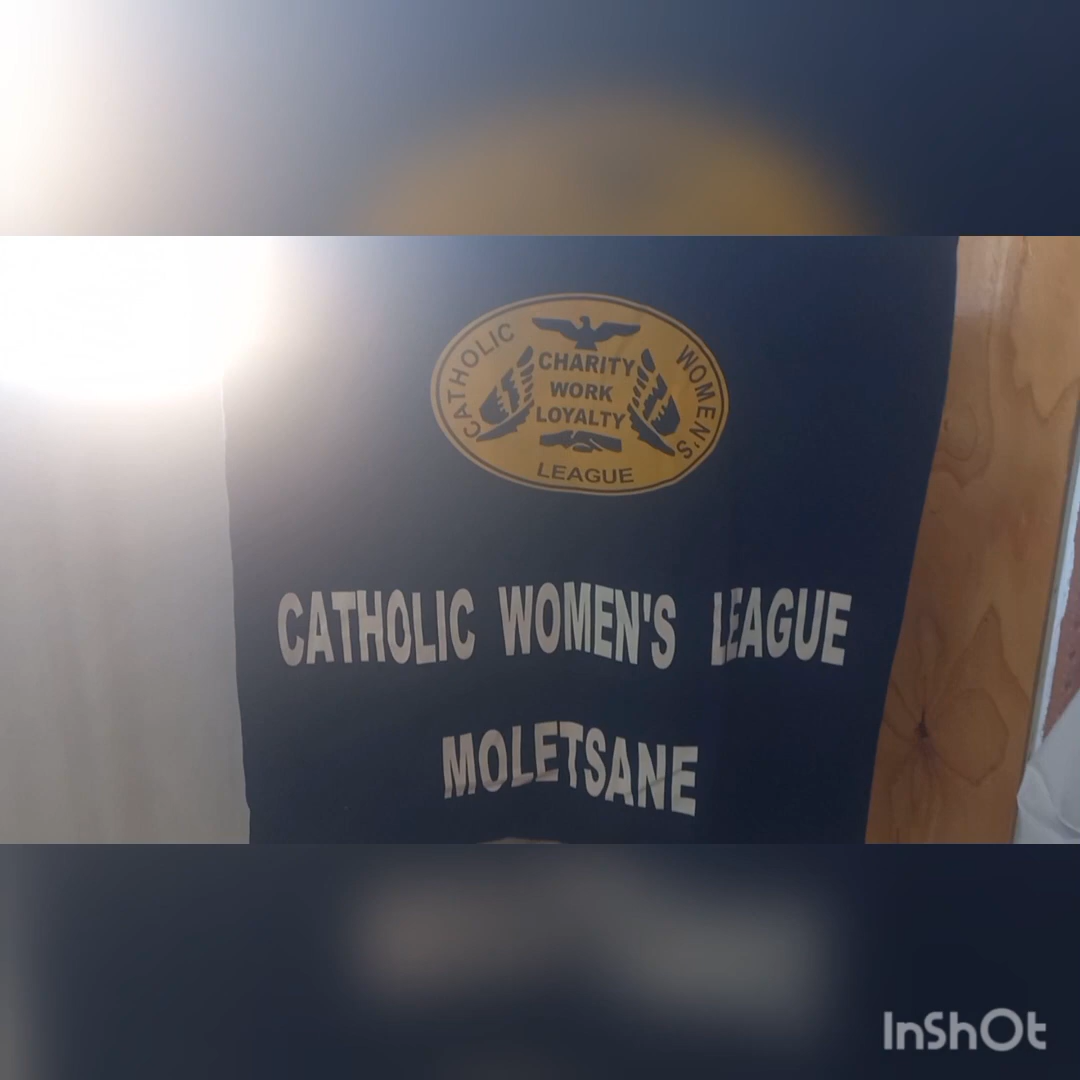 CATHOLIC WOMEN'S
CHARITY
WORK
LOYALTY
LEAGUE
CATHOLIC WOMEN'S LEAGUE
MOLETSANE
InShOt